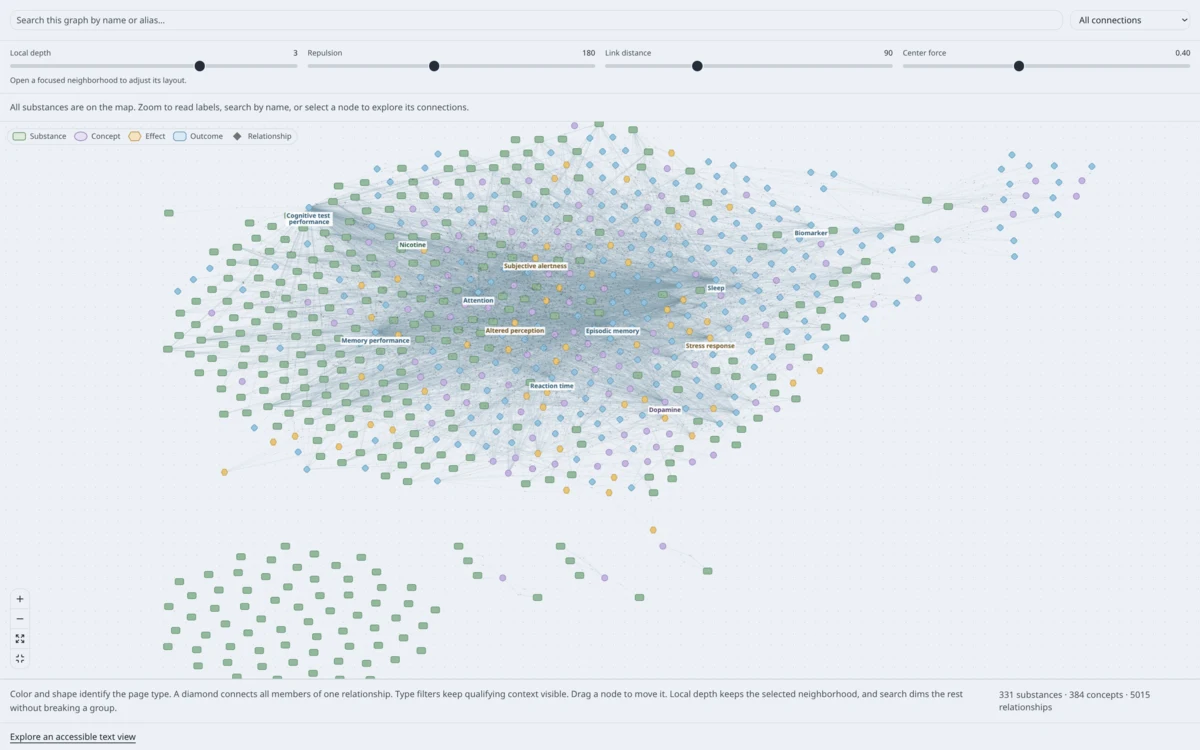 Search this graph by name or alias...
All connections
Local depth 3
Repulsion 180
Link distance 90
Center force 0.40
Open a focused neighborhood to adjust its layout.
All substances are on the map. Zoom to read labels, search by name, or select a node to explore its connections.
Substance
Concept
Effect
Outcome
Relationship
Cognitive test
performance
Nicotine
Biomarker
Subjective alertness
Sleep
Attention
Altered perception
Episodic memory
Memory performance
Stress response
Reaction time
Dopamine
+
−
Color and shape identify the page type. A diamond connects all members of one relationship. Type filters keep qualifying context visible. Drag a node to move it. Local depth keeps the selected neighborhood, and search dims the rest
without breaking a group.
331 substances · 384 concepts · 5015
relationships
Explore an accessible text view